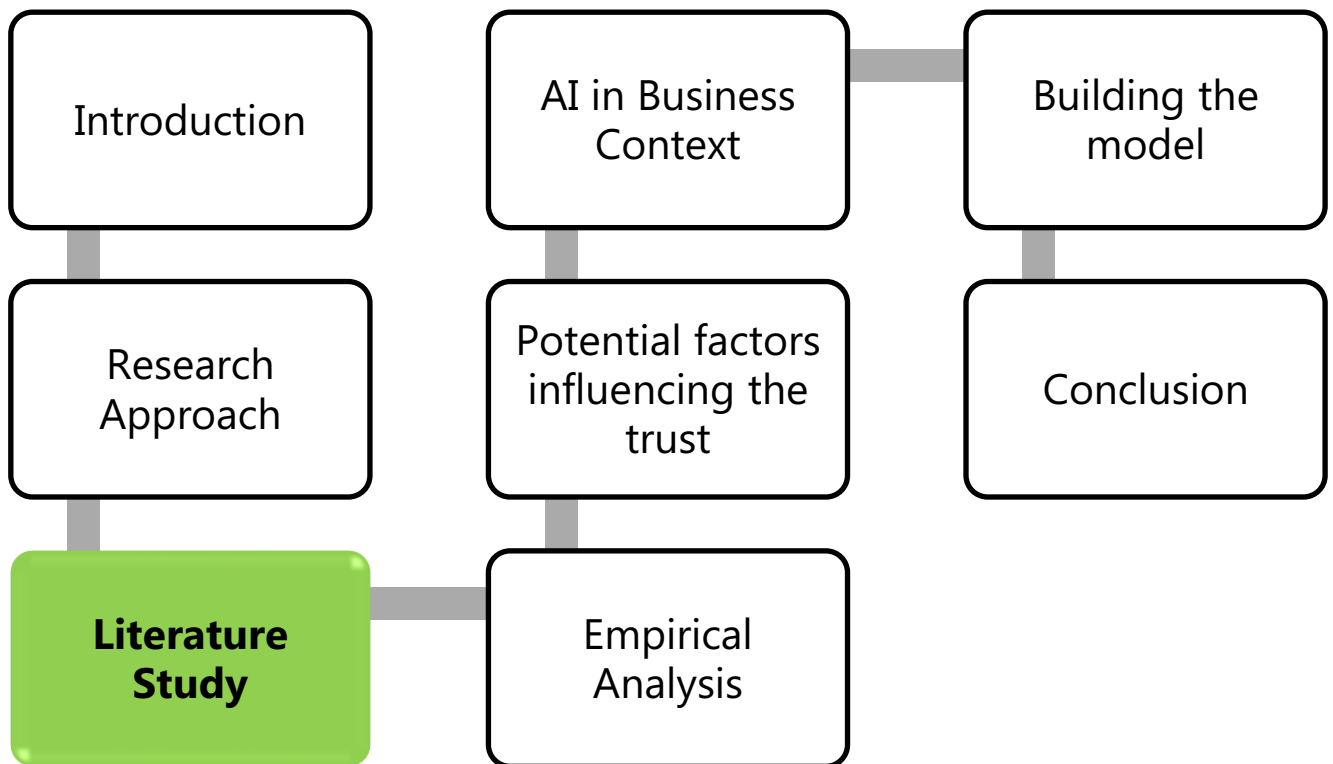 Introduction
Research
Approach
Literature
Study
Empirical
Analysis
Potential factors
influencing the
trust
AI in Business
Context
Building the
model
Conclusion